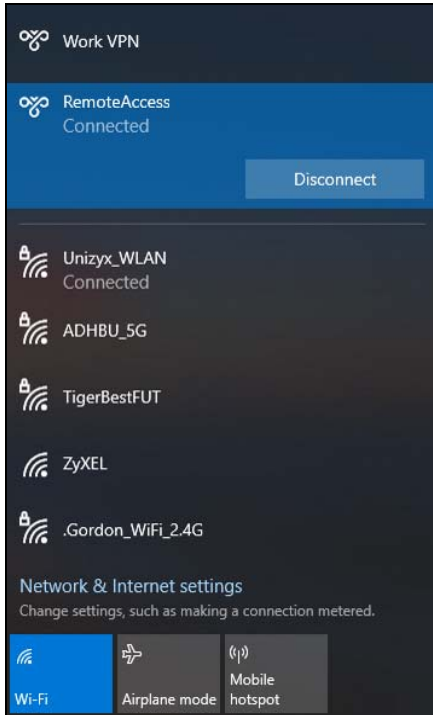 Work VPN
RemoteAccess
Connected
Disconnect
Unizyx_WLAN
Connected
ADHBU_5G
TigerBestFUT
ZyXEL
.Gordon_WiFi_2.4G
Network & Internet settings
Change settings, such as making a connection metered.
Wi-Fi
Airplane mode
Mobile
hotspot